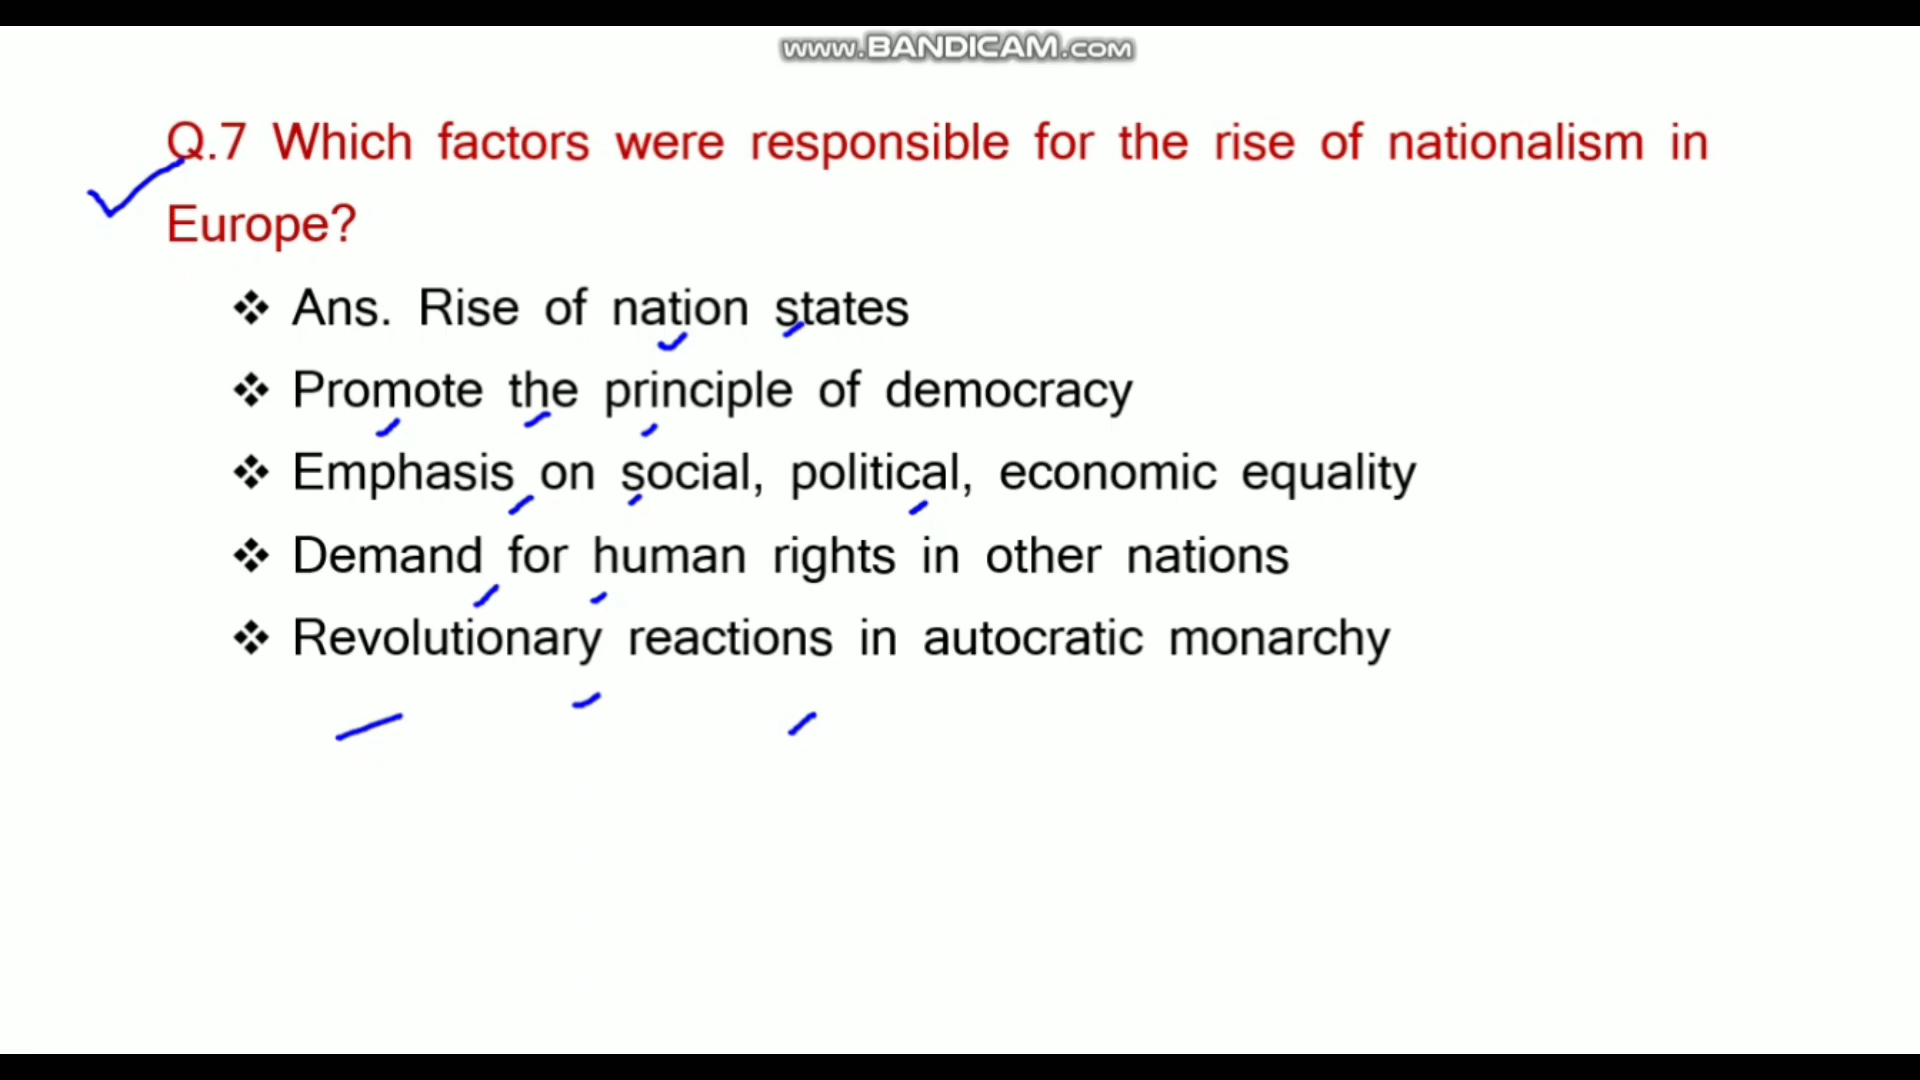 www.BANDICAM.com
Q.7 Which factors were responsible for the rise of nationalism in
Europe?
❖ Ans. Rise of nation states
❖ Promote the principle of democracy
❖ Emphasis on social, political, economic equality
❖ Demand for human rights in other nations
❖ Revolutionary reactions in autocratic monarchy